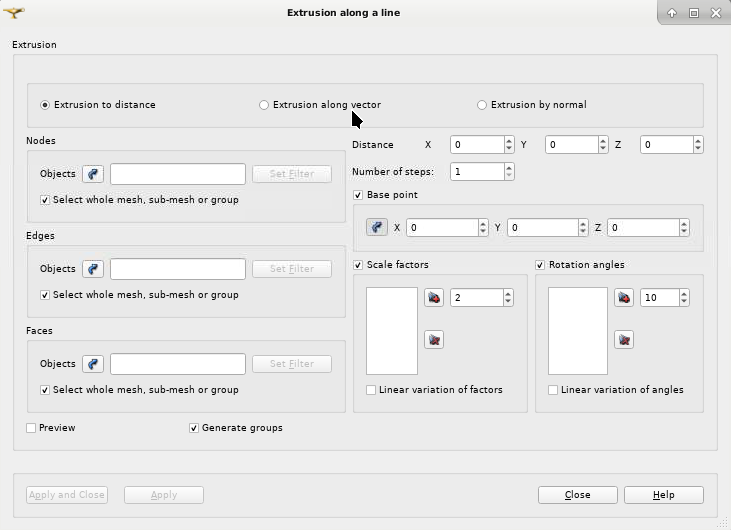 Extrusion along a line
Extrusion
Extrusion to distance
Extrusion along vector
Extrusion by normal
Nodes
Objects
Set Filter
Select whole mesh, sub-mesh or group
Edges
Objects
Set Filter
Select whole mesh, sub-mesh or group
Faces
Objects
Set Filter
Select whole mesh, sub-mesh or group
Distance X 0 Y 0 Z 0
Number of steps: 1
Base point
X 0 Y 0 Z 0
Scale factors
2
Linear variation of factors
Rotation angles
10
Linear variation of angles
Preview
Generate groups
Apply and Close
Apply
Close
Help